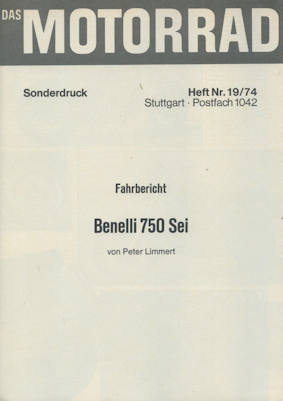 DAS MOTORRAD
Sonderdruck Heft Nr. 19/74
Stuttgart · Postfach 1042
Fahrbericht
Benelli 750 Sei
von Peter Limmert